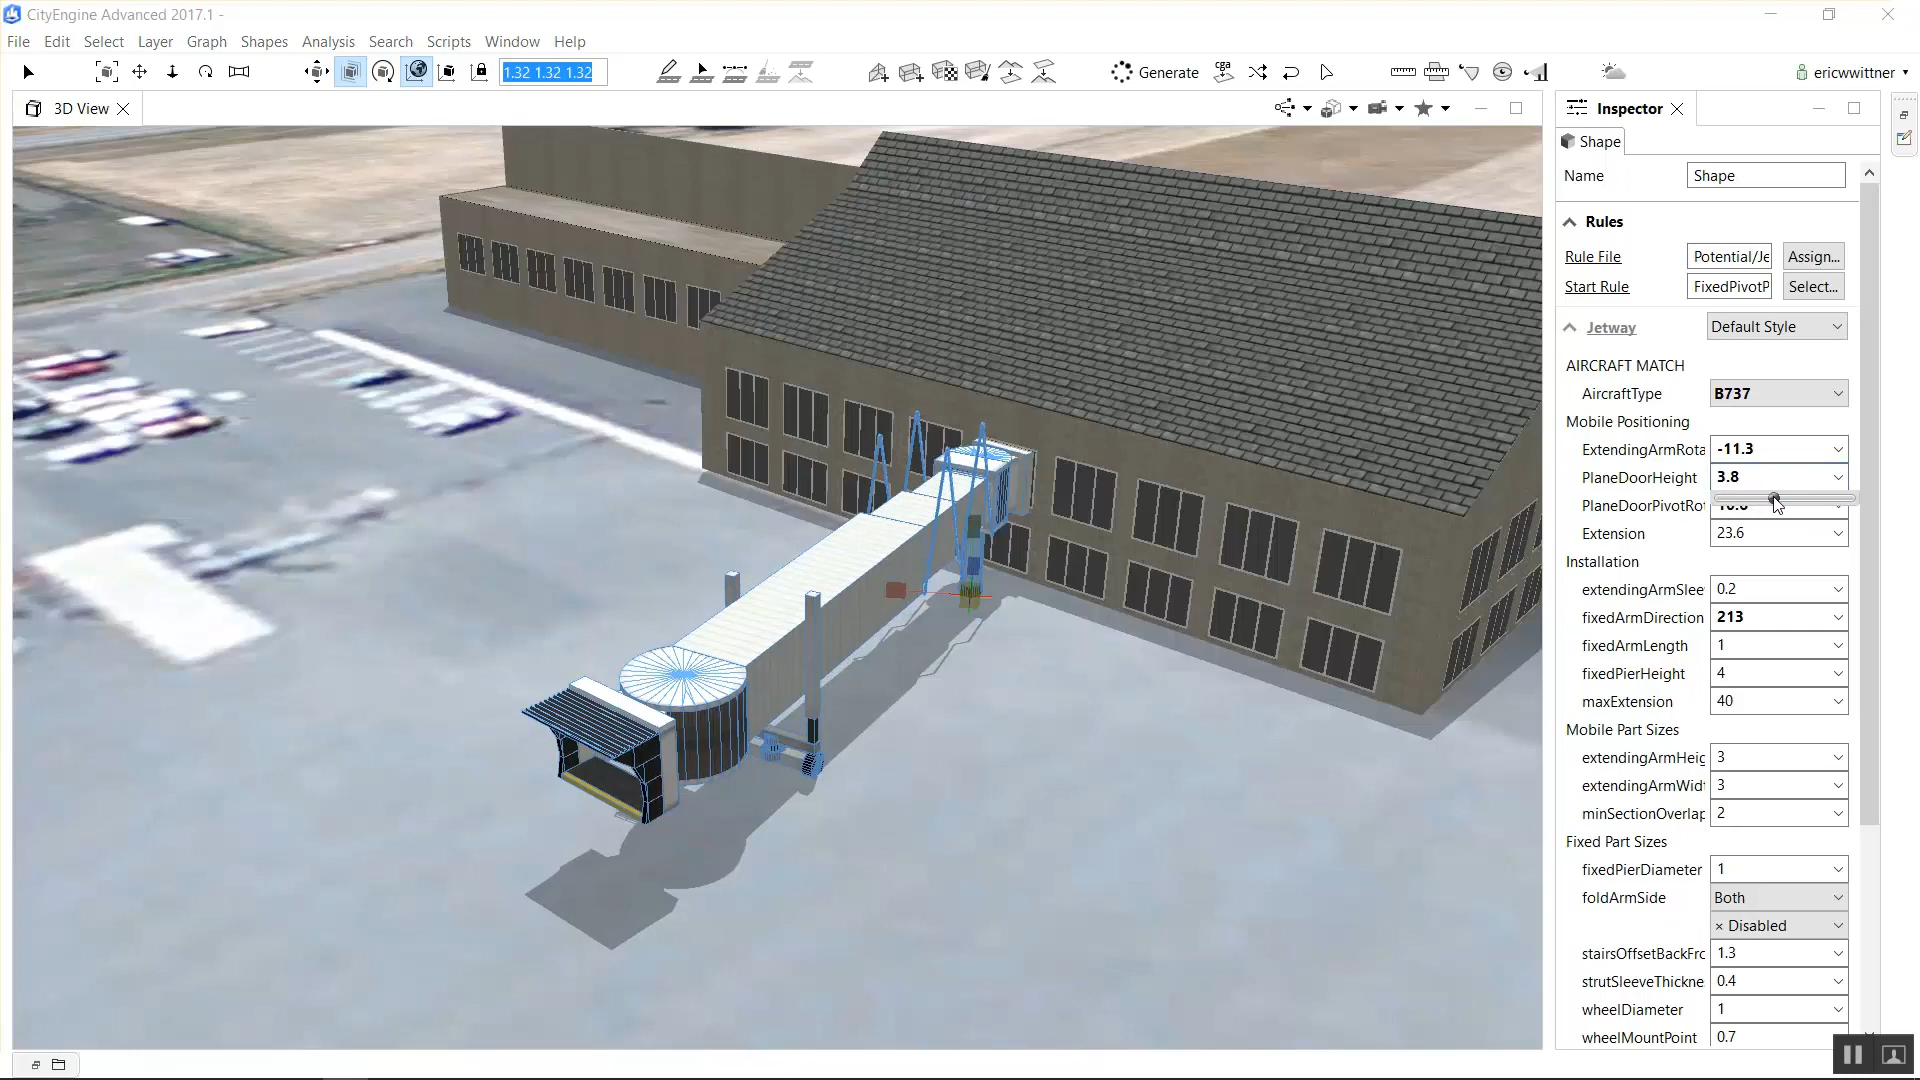 CityEngine Advanced 2017.1 -
File Edit Select Layer Graph Shapes Analysis Search Scripts Window Help
1.32 1.32 1.32 Generate cga ericwwittner
3D View Inspector
Shape
Name Shape
Rules
Rule File Potential/Je Assign...
Start Rule FixedPivotP Select...
Jetway Default Style
AIRCRAFT MATCH
AircraftType B737
Mobile Positioning
ExtendingArmRota -11.3
PlaneDoorHeight 3.8
PlaneDoorPivotRot
Extension 23.6
Installation
extendingArmSlee 0.2
fixedArmDirection 213
fixedArmLength 1
fixedPierHeight 4
maxExtension 40
Mobile Part Sizes
extendingArmHeig 3
extendingArmWidt 3
minSectionOverlap 2
Fixed Part Sizes
fixedPierDiameter 1
foldArmSide Both
× Disabled
stairsOffsetBackFro 1.3
strutSleeveThickne 0.4
wheelDiameter 1
wheelMountPoint 0.7